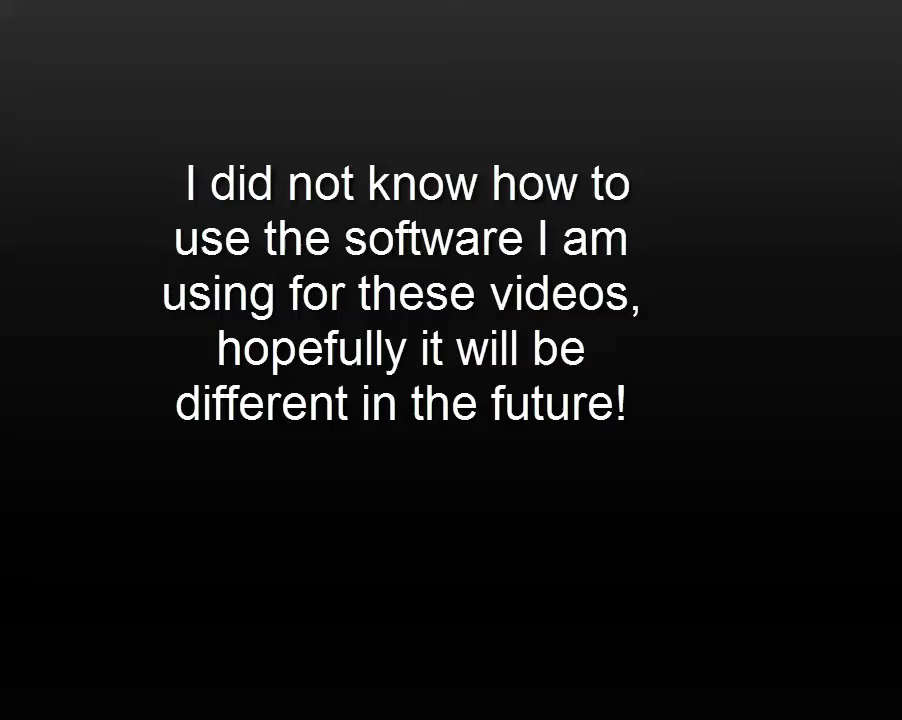 I did not know how to
use the software I am
using for these videos,
hopefully it will be
different in the future!